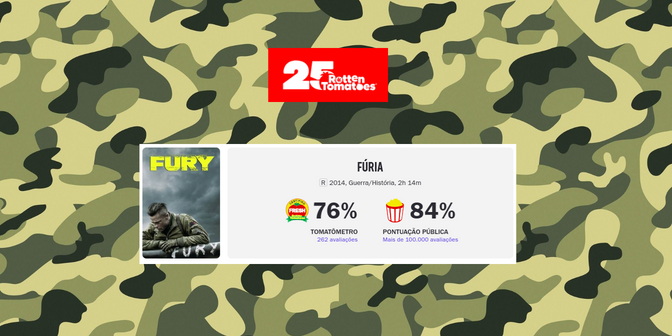 25
Rotten
Tomatoes
FURY
FURY
FÚRIA
R 2014, Guerra/História, 2h 14m
FRESH
76%
84%
TOMATÔMETRO
PONTUAÇÃO PÚBLICA
262 avaliações
Mais de 100.000 avaliações